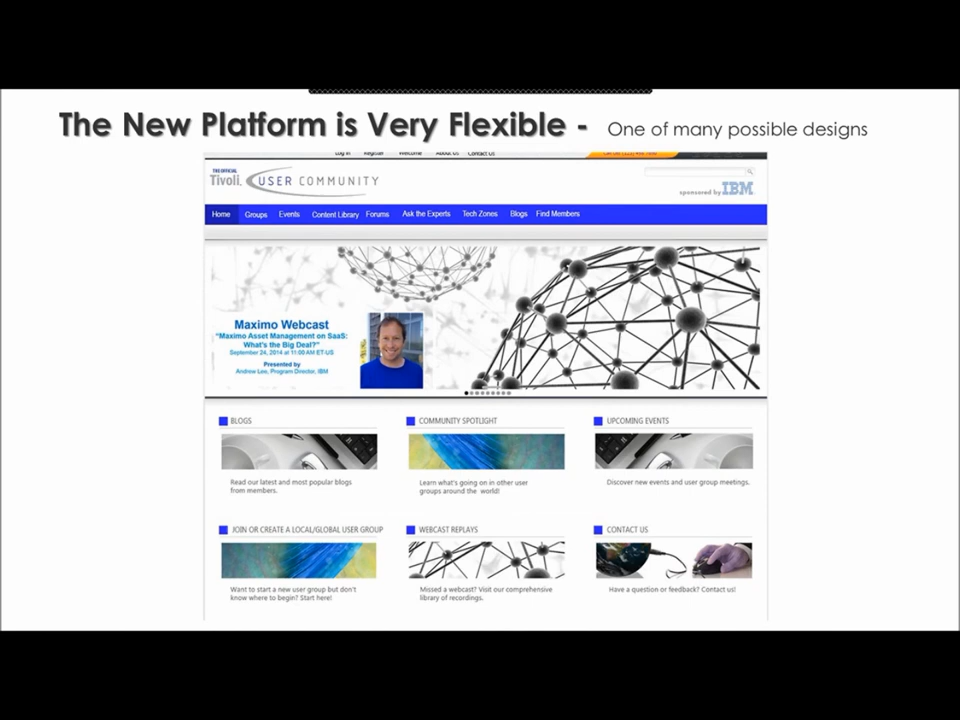 The New Platform is Very Flexible - One of many possible designs
Log In Register Welcome About Us Contact Us
THE OFFICIAL
Tivoli. USER COMMUNITY
sponsored by IBM
Home Groups Events Content Library Forums Ask the Experts Tech Zones Blogs Find Members
Maximo Webcast
“Maximo Asset Management on SaaS:
What's the Big Deal?”
September 24, 2014 at 11:00 AM ET-US
Presented by
Andrew Lee, Program Director, IBM
BLOGS COMMUNITY SPOTLIGHT UPCOMING EVENTS
Read our latest and most popular blogs
from members.
Learn what's going on in other user
groups around the world!
Discover new events and user group meetings.
JOIN OR CREATE A LOCAL/GLOBAL USER GROUP WEBCAST REPLAYS CONTACT US
Want to start a new user group but don't
know where to begin? Start here!
Missed a webcast? Visit our comprehensive
library of recordings.
Have a question or feedback? Contact us!